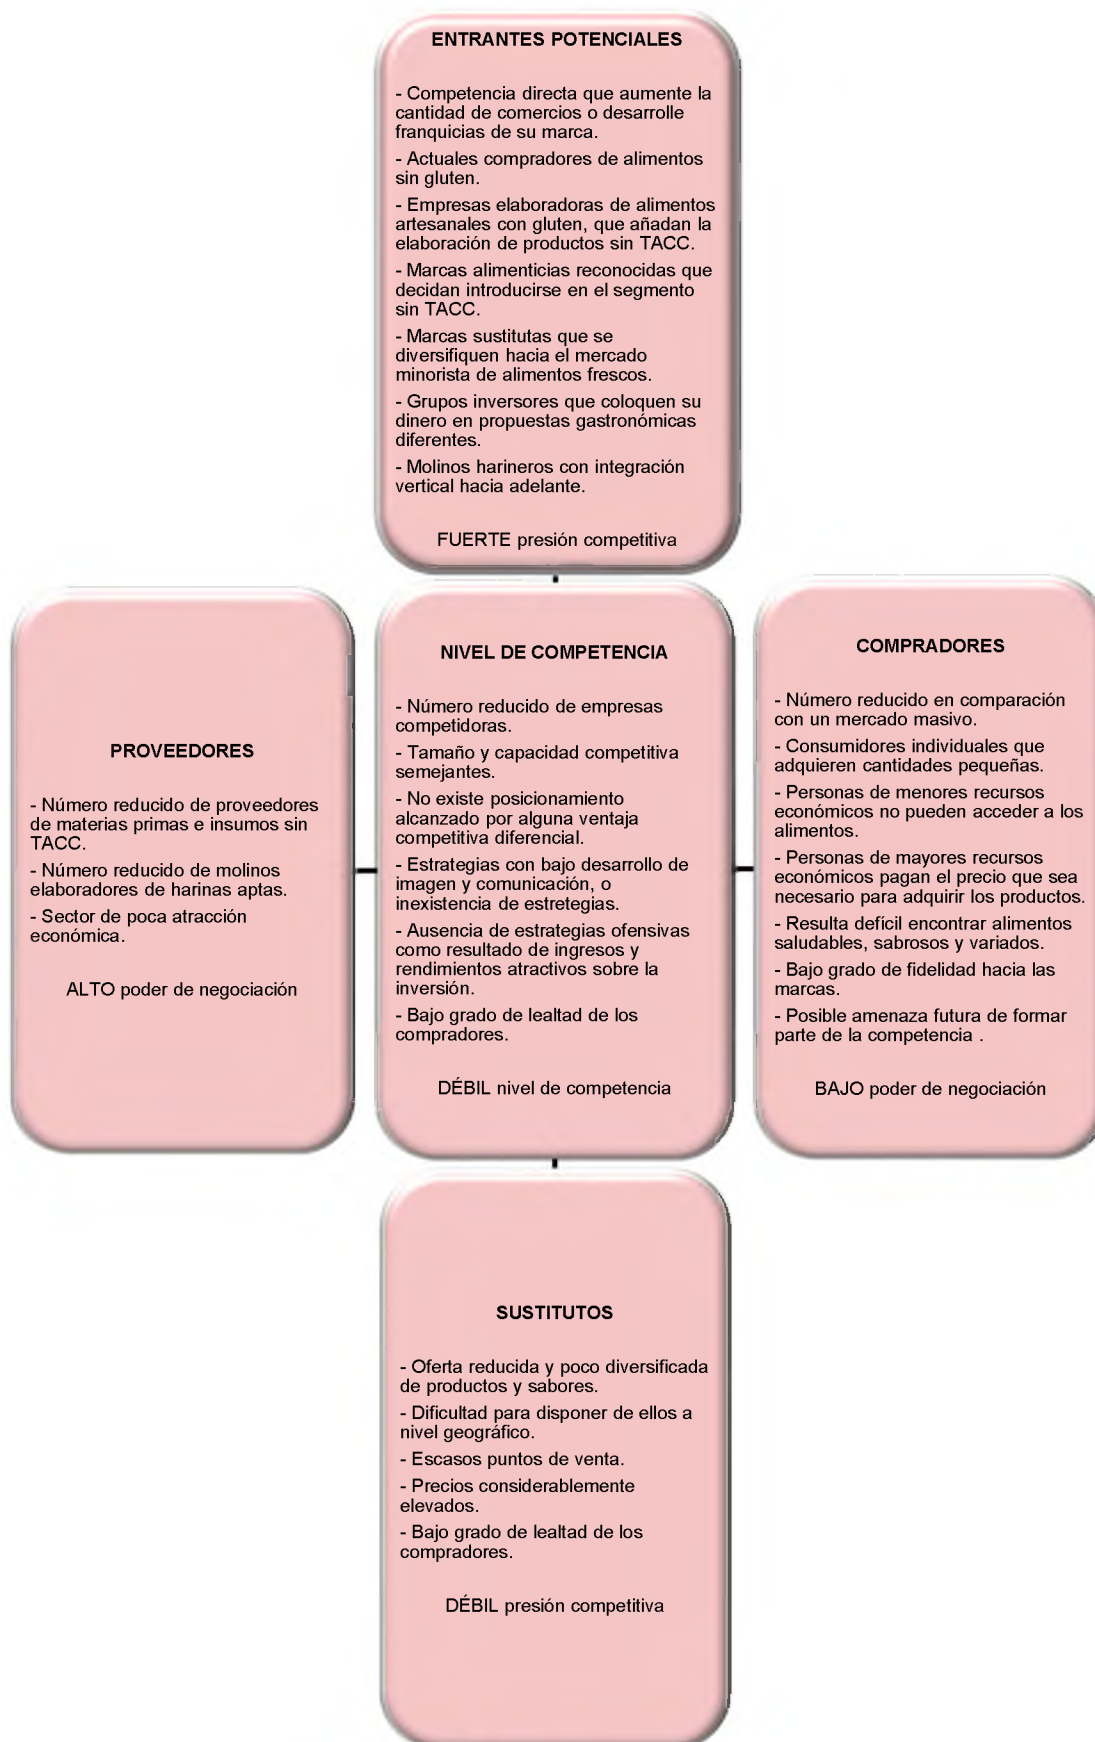 ENTRANTES POTENCIALES
- Competencia directa que aumente la
cantidad de comercios o desarrolle
franquicias de su marca.
- Actuales compradores de alimentos
sin gluten.
- Empresas elaboradoras de alimentos
artesanales con gluten, que añadan la
elaboración de productos sin TACC.
- Marcas alimenticias reconocidas que
decidan introducirse en el segmento
sin TACC.
- Marcas sustitutas que se
diversifiquen hacia el mercado
minorista de alimentos frescos.
- Grupos inversores que coloquen su
dinero en propuestas gastronómicas
diferentes.
- Molinos harineros con integración
vertical hacia adelante.
FUERTE presión competitiva
PROVEEDORES
- Número reducido de proveedores
de materias primas e insumos sin
TACC.
- Número reducido de molinos
elaboradores de harinas aptas.
- Sector de poca atracción
económica.
ALTO poder de negociación
NIVEL DE COMPETENCIA
- Número reducido de empresas
competidoras.
- Tamaño y capacidad competitiva
semejantes.
- No existe posicionamiento
alcanzado por alguna ventaja
competitiva diferencial.
- Estrategias con bajo desarrollo de
imagen y comunicación, o
inexistencia de estretegias.
- Ausencia de estrategias ofensivas
como resultado de ingresos y
rendimientos atractivos sobre la
inversión.
- Bajo grado de lealtad de los
compradores.
DÉBIL nivel de competencia
COMPRADORES
- Número reducido en comparación
con un mercado masivo.
- Consumidores individuales que
adquieren cantidades pequeñas.
- Personas de menores recursos
económicos no pueden acceder a los
alimentos.
- Personas de mayores recursos
económicos pagan el precio que sea
necesario para adquirir los productos.
- Resulta defícil encontrar alimentos
saludables, sabrosos y variados.
- Bajo grado de fidelidad hacia las
marcas.
- Posible amenaza futura de formar
parte de la competencia .
BAJO poder de negociación
SUSTITUTOS
- Oferta reducida y poco diversificada
de productos y sabores.
- Dificultad para disponer de ellos a
nivel geográfico.
- Escasos puntos de venta.
- Precios considerablemente
elevados.
- Bajo grado de lealtad de los
compradores.
DÉBIL presión competitiva